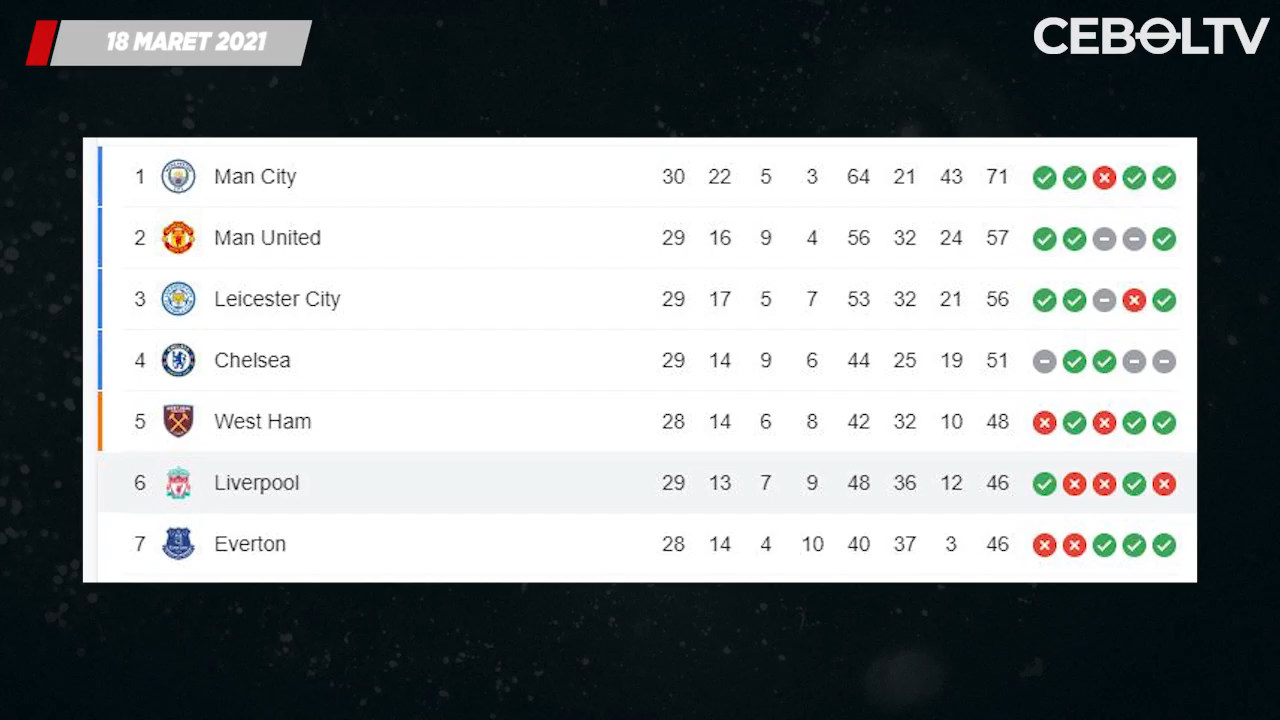 18 MARET 2021
CEBOLTV
1 Man City 30 22 5 3 64 21 43 71
2 Man United 29 16 9 4 56 32 24 57
3 Leicester City 29 17 5 7 53 32 21 56
4 Chelsea 29 14 9 6 44 25 19 51
5 West Ham 28 14 6 8 42 32 10 48
6 Liverpool 29 13 7 9 48 36 12 46
7 Everton 28 14 4 10 40 37 3 46